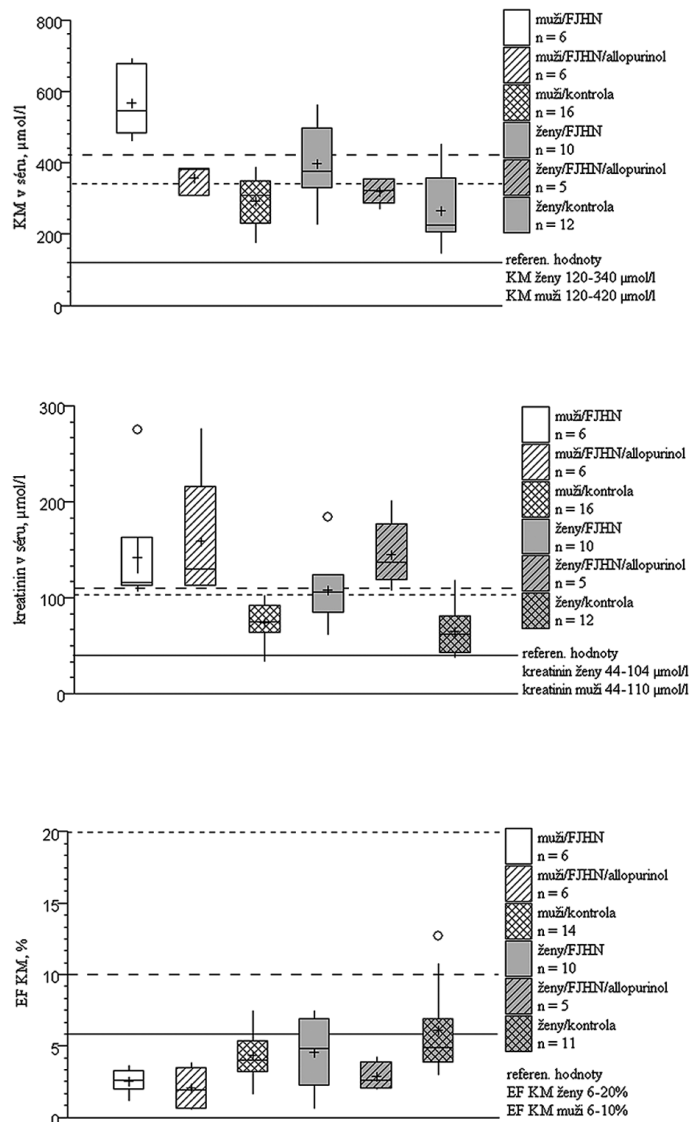 800
600
400
200
0
KM v séru, μmol/l
muži/FJHN
n = 6
muži/FJHN/allopurinol
n = 6
muži/kontrola
n = 16
ženy/FJHN
n = 10
ženy/FJHN/allopurinol
n = 5
ženy/kontrola
n = 12
referen. hodnoty
KM ženy 120-340 μmol/l
KM muži 120-420 μmol/l
300
200
100
0
kreatinin v séru, μmol/l
muži/FJHN
n = 6
muži/FJHN/allopurinol
n = 6
muži/kontrola
n = 16
ženy/FJHN
n = 10
ženy/FJHN/allopurinol
n = 5
ženy/kontrola
n = 12
referen. hodnoty
kreatinin ženy 44-104 μmol/l
kreatinin muži 44-110 μmol/l
20
15
10
5
0
EF KM, %
muži/FJHN
n = 6
muži/FJHN/allopurinol
n = 6
muži/kontrola
n = 14
ženy/FJHN
n = 10
ženy/FJHN/allopurinol
n = 5
ženy/kontrola
n = 11
referen. hodnoty
EF KM ženy 6-20%
EF KM muži 6-10%